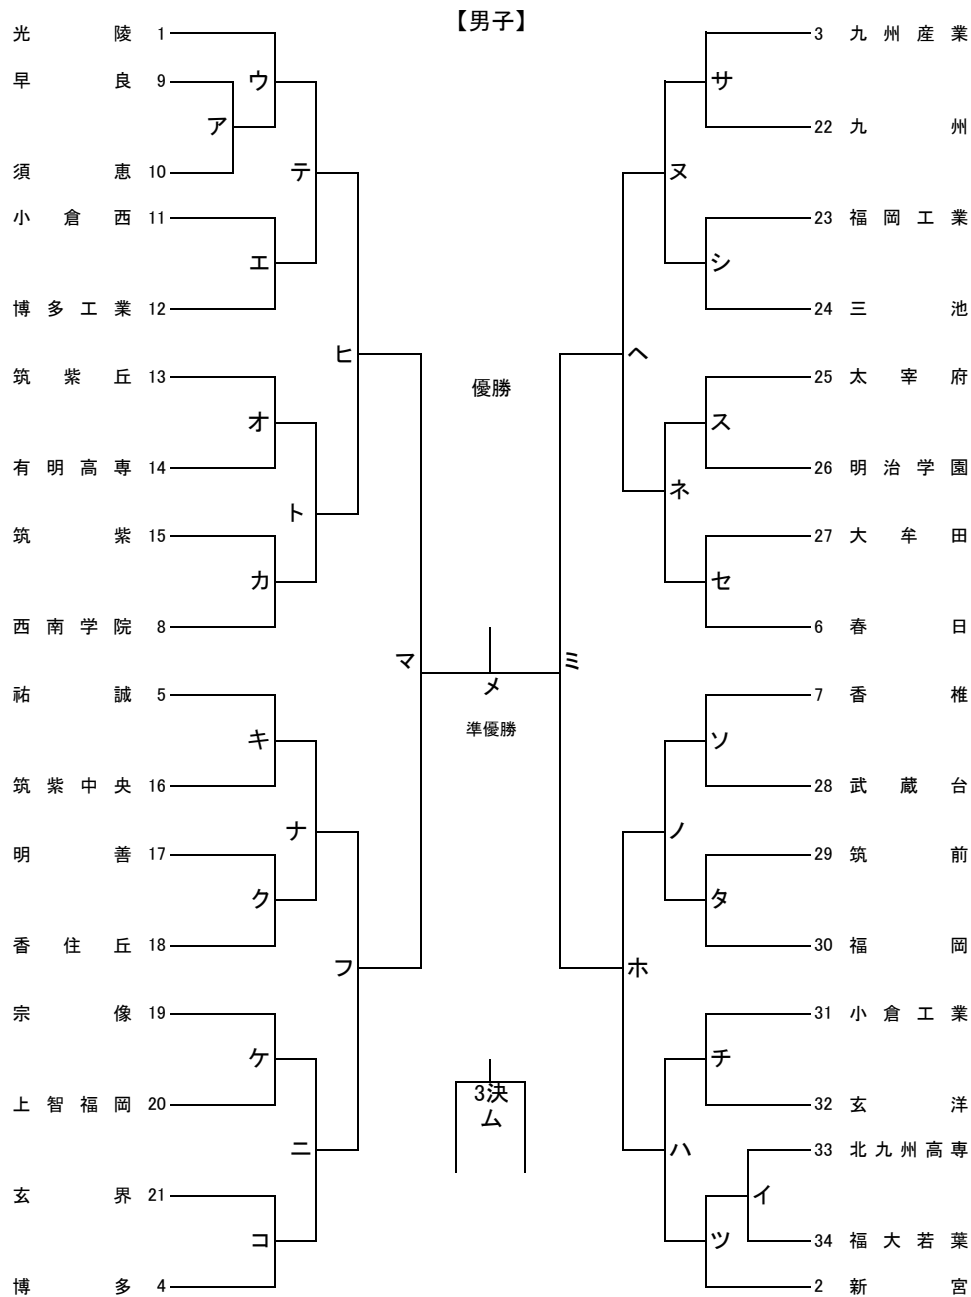 【男子】
光陵 1
早良 9
須恵 10
小倉西 11
博多工業 12
筑紫丘 13
有明高専 14
筑紫 15
西南学院 8
祐誠 5
筑紫中央 16
明善 17
香住丘 18
宗像 19
上智福岡 20
玄界 21
博多 4
ア
ウ
エ
オ
カ
キ
ク
ケ
コ
テ
ト
ナ
ニ
ヒ
フ
マ
優勝
メ
準優勝
3決
ム
ミ
ヘ
ホ
ヌ
ネ
ノ
ハ
サ
シ
ス
セ
ソ
タ
チ
ツ
イ
3 九州産業
22 九州
23 福岡工業
24 三池
25 太宰府
26 明治学園
27 大牟田
6 春日
7 香椎
28 武蔵台
29 筑前
30 福岡
31 小倉工業
32 玄洋
33 北九州高専
34 福大若葉
2 新宮